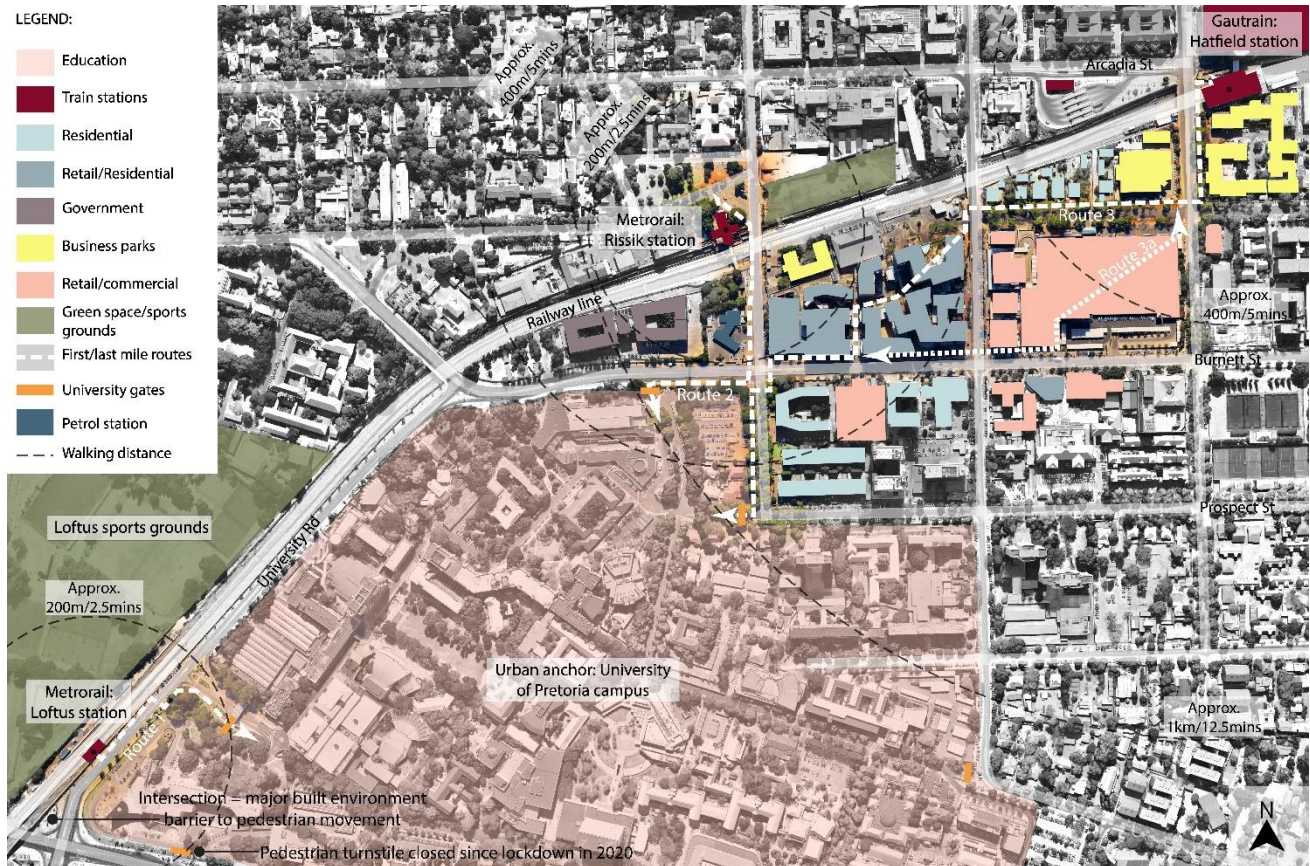 LEGEND:
Education
Train stations
Residential
Retail/Residential
Government
Business parks
Retail/commercial
Green space/sports
grounds
First/last mile routes
University gates
Petrol station
Walking distance
Gautrain:
Hatfield station
Arcadia St
Approx.
400m/5mins
Approx.
200m/2.5mins
Metrorail:
Rissik station
Route 3
Route 3a
Railway line
Approx.
400m/5mins
Burnett St
Route 2
Prospect St
Loftus sports grounds
University Rd
Approx.
200m/2.5mins
Urban anchor: University
of Pretoria campus
Metrorail:
Loftus station
Route 1
Approx.
1km/12.5mins
Intersection = major built environment
barrier to pedestrian movement
Pedestrian turnstile closed since lockdown in 2020
N